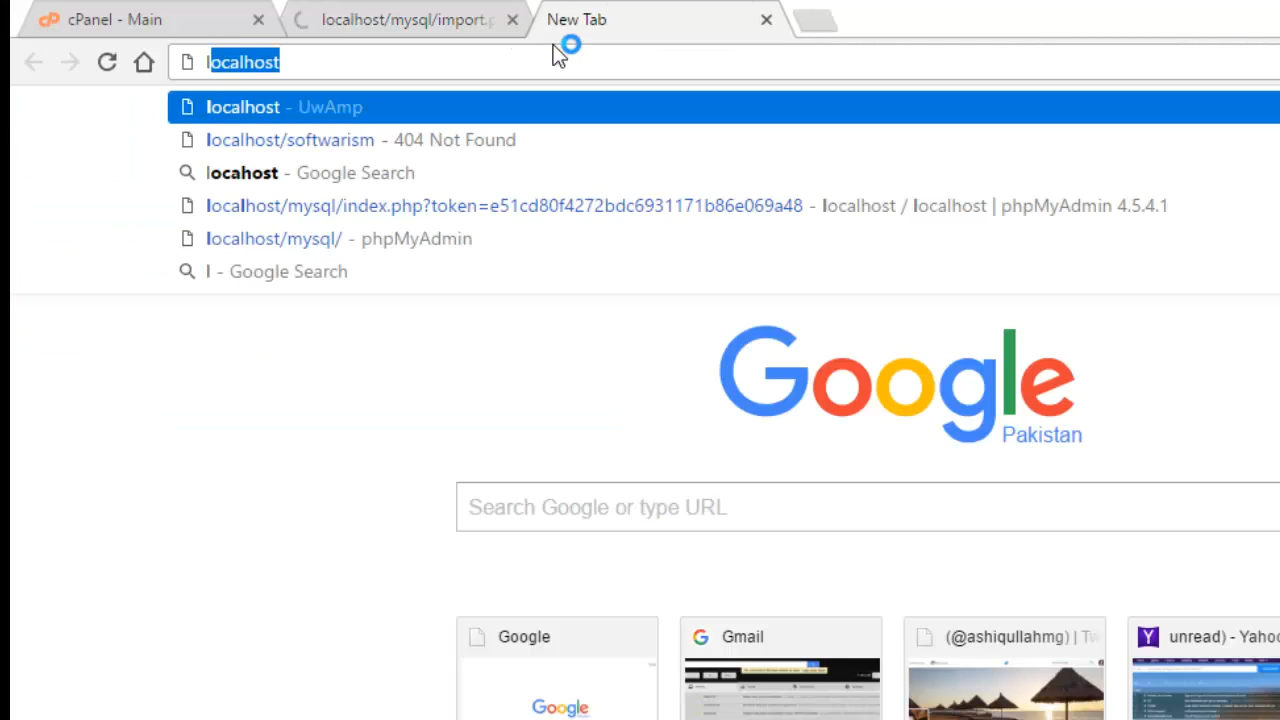 cPanel - Main
localhost/mysql/import.p
New Tab
localhost
localhost - UwAmp
localhost/softwarism - 404 Not Found
locahost - Google Search
localhost/mysql/index.php?token=e51cd80f4272bdc6931171b86e069a48 - localhost / localhost | phpMyAdmin 4.5.4.1
localhost/mysql/ - phpMyAdmin
l - Google Search
Google
Pakistan
Search Google or type URL
Google
Gmail
(@ashiqullahmg) | Tw
unread) - Yahoo
Google